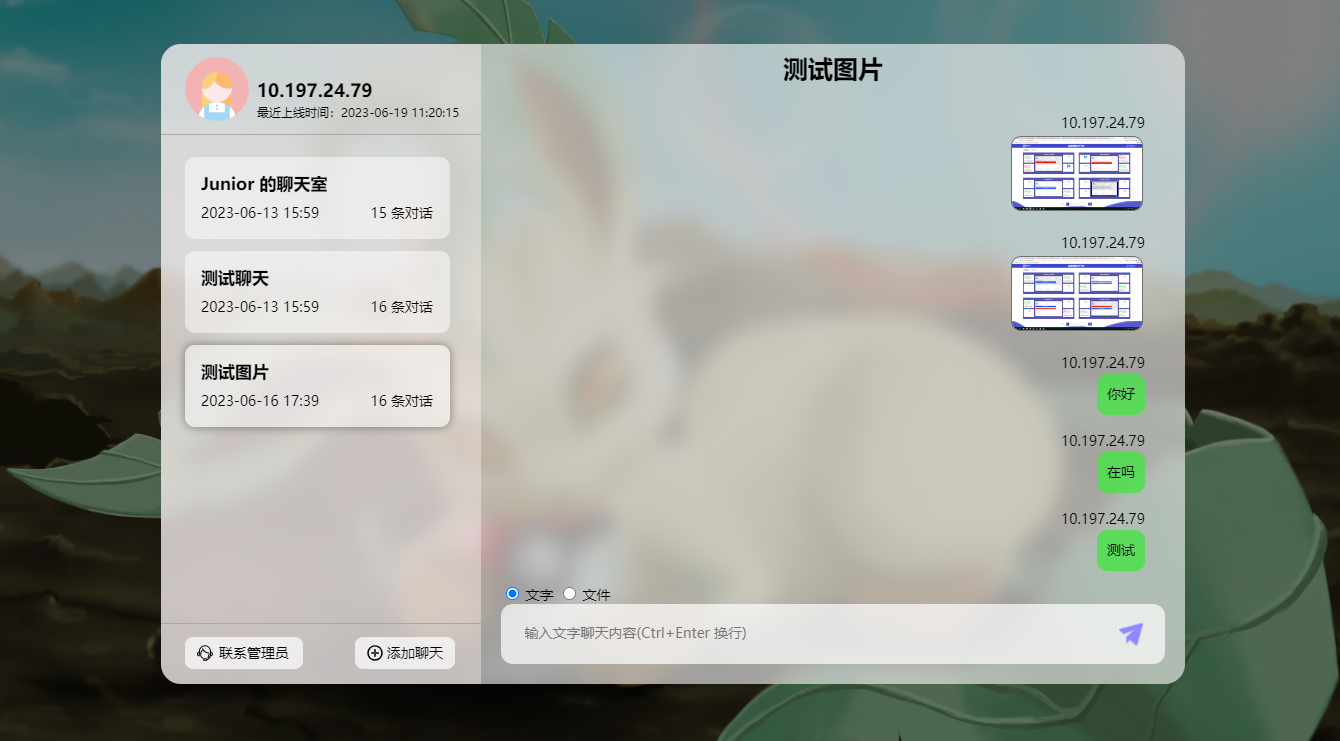 10.197.24.79
最近上线时间：2023-06-19 11:20:15
Junior 的聊天室
2023-06-13 15:59 15 条对话
测试聊天
2023-06-13 15:59 16 条对话
测试图片
2023-06-16 17:39 16 条对话
联系管理员 添加聊天
测试图片
10.197.24.79
10.197.24.79
10.197.24.79
你好
10.197.24.79
在吗
10.197.24.79
测试
文字 文件
输入文字聊天内容(Ctrl+Enter 换行)